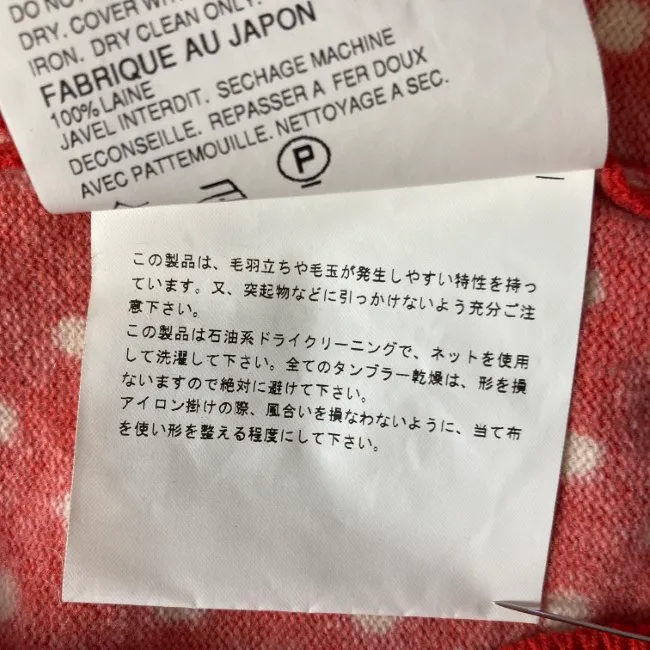 DO NOT
DRY. COVER WITH
IRON. DRY CLEAN ONLY.
FABRIQUE AU JAPON
100%LAINE
JAVEL INTERDIT. SECHAGE MACHINE
DECONSEILLE. REPASSER A FER DOUX
AVEC PATTEMOUILLE. NETTOYAGE A SEC.
P
この製品は、毛羽立ちや毛玉が発生しやすい特性を持っ
ています。又、突起物などに引っかけないよう充分ご注
意下さい。
この製品は石油系ドライクリーニングで、ネットを使用
して洗濯して下さい。全てのタンブラー乾燥は、形を損
ないますので絶対に避けて下さい。
アイロン掛けの際、風合いを損なわないように、当て布
を使い形を整える程度にして下さい。